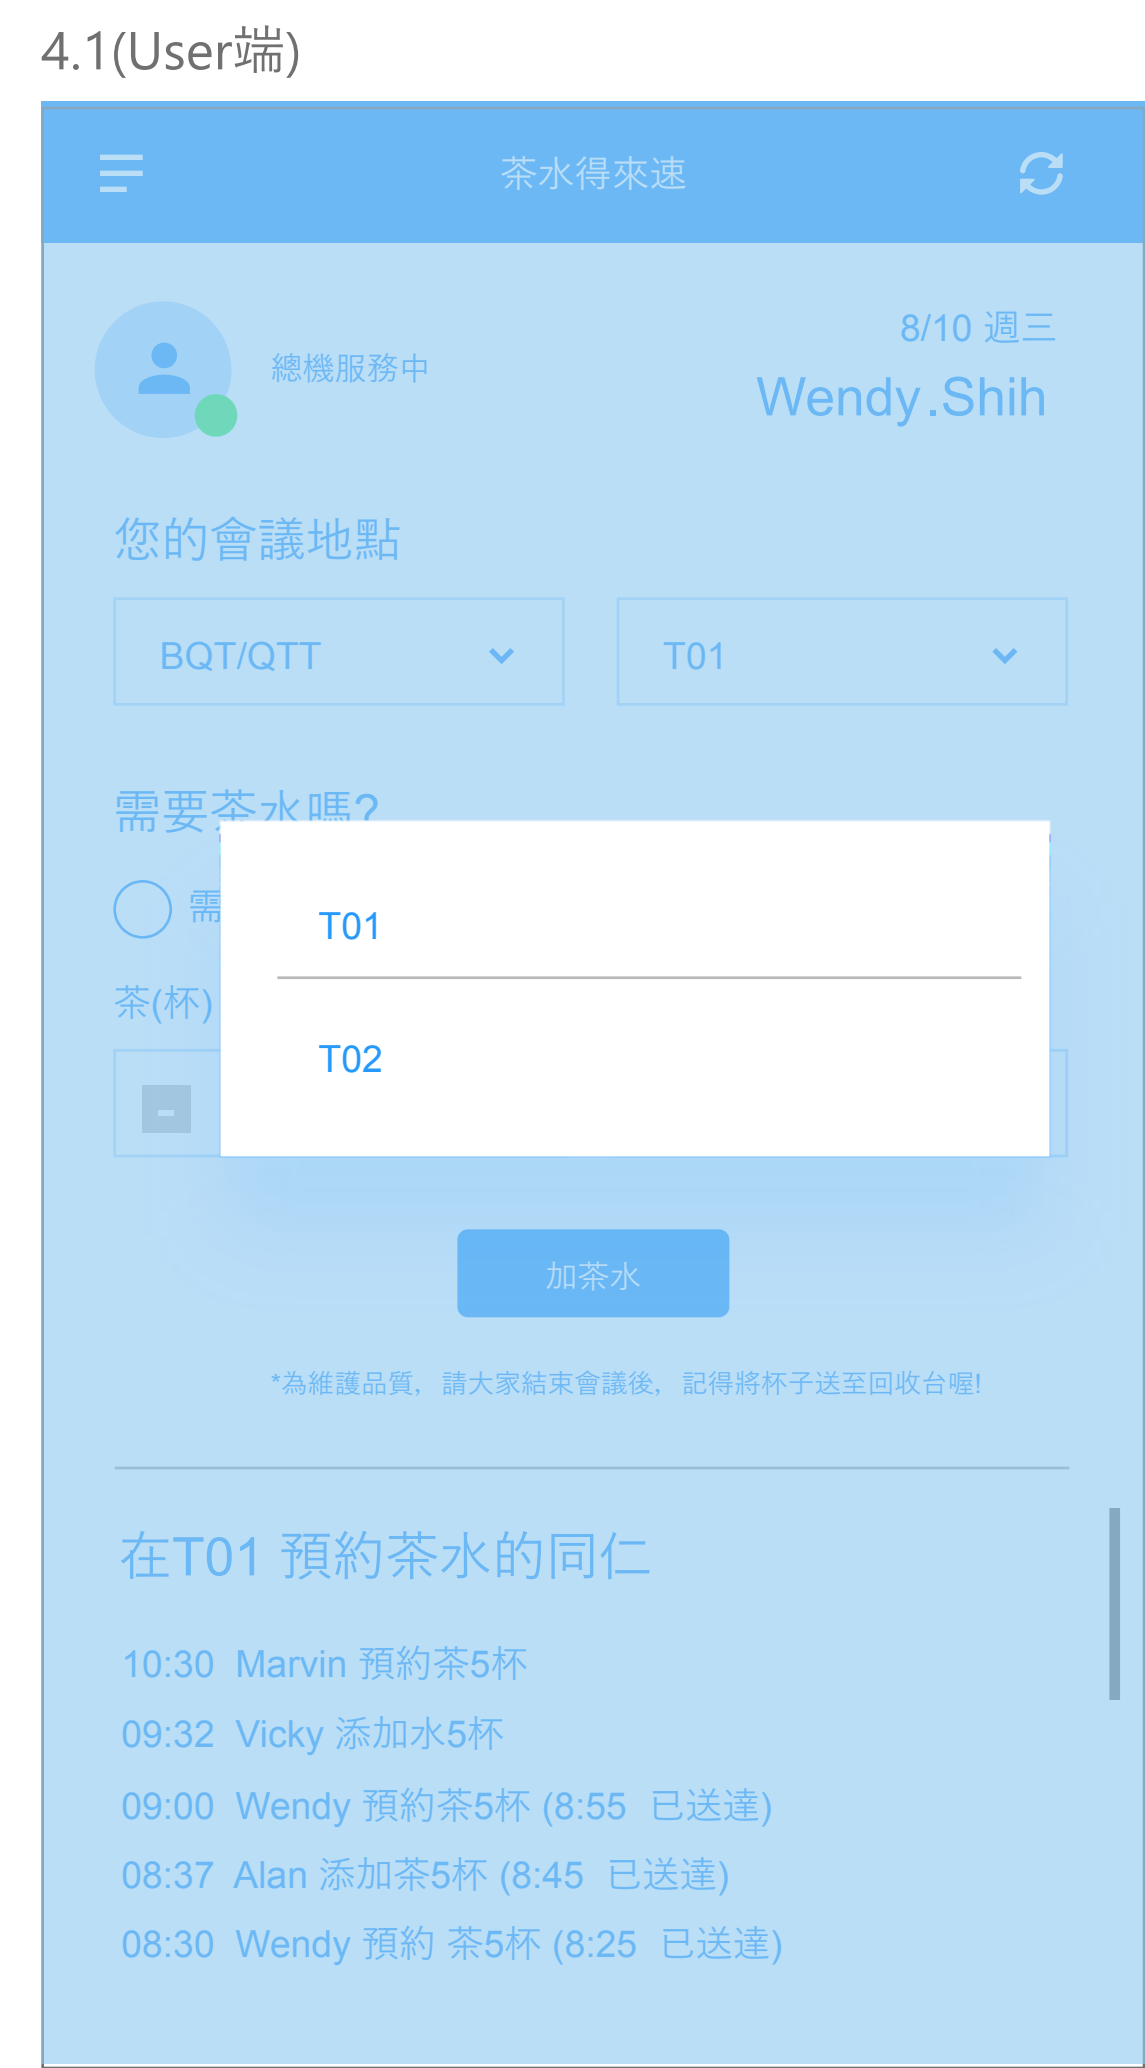 4.1(User端)
茶水得來速
8/10 週三
總機服務中
Wendy.Shih
您的會議地點
BQT/QTT
T01
需要茶水嗎?
需
T01
茶(杯)
T02
-
加茶水
*為維護品質, 請大家結束會議後, 記得將杯子送至回收台喔!
在T01 預約茶水的同仁
10:30 Marvin 預約茶5杯
09:32 Vicky 添加水5杯
09:00 Wendy 預約茶5杯 (8:55 已送達)
08:37 Alan 添加茶5杯 (8:45 已送達)
08:30 Wendy 預約 茶5杯 (8:25 已送達)